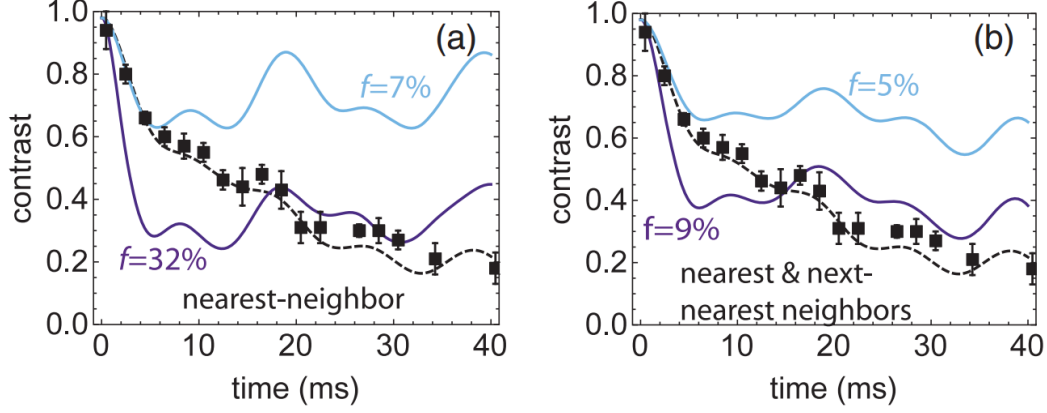 (a)
f=7%
f=32%
nearest-neighbor
contrast
1.0
0.8
0.6
0.4
0.2
0.0
0 10 20 30 40
time (ms)
(b)
f=5%
f=9%
nearest & next-
nearest neighbors
contrast
1.0
0.8
0.6
0.4
0.2
0.0
0 10 20 30 40
time (ms)